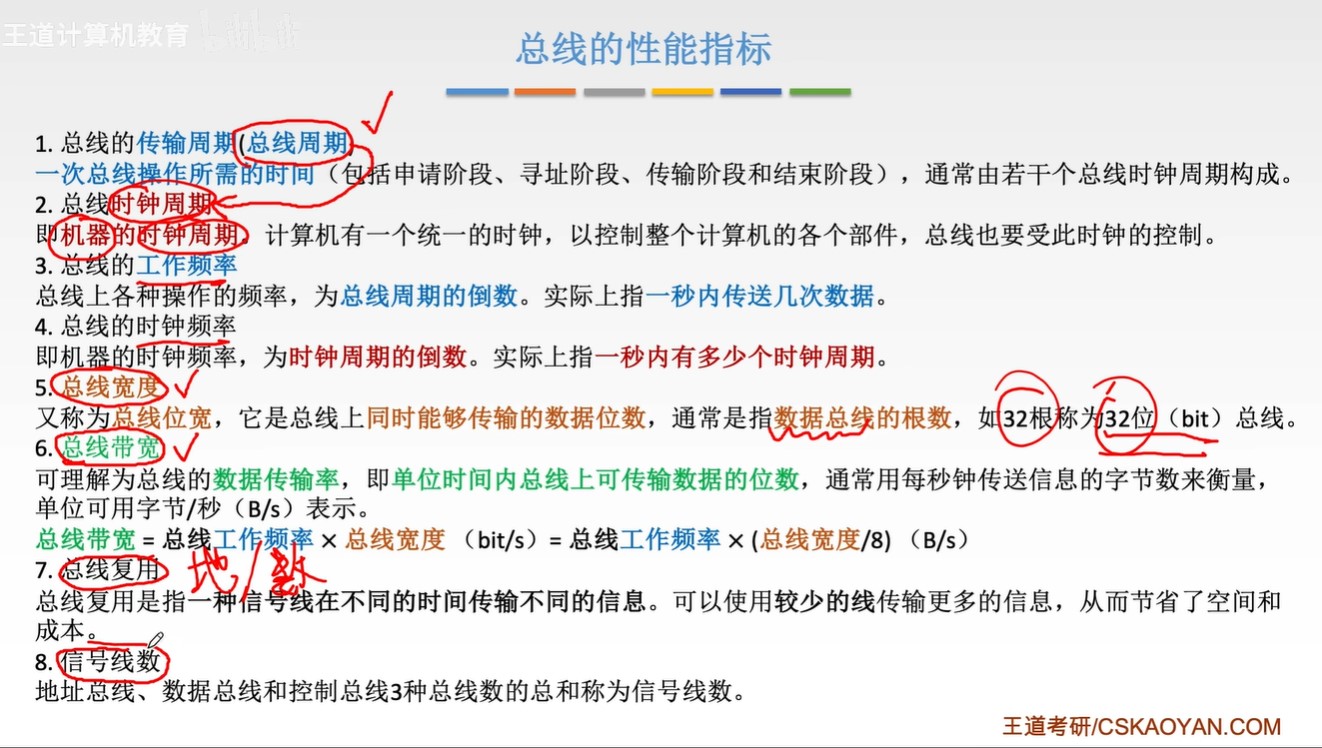 王道计算机教育
总线的性能指标
1. 总线的传输周期(总线周期)
一次总线操作所需的时间（包括申请阶段、寻址阶段、传输阶段和结束阶段），通常由若干个总线时钟周期构成。
2. 总线时钟周期
即机器的时钟周期。计算机有一个统一的时钟，以控制整个计算机的各个部件，总线也要受此时钟的控制。
3. 总线的工作频率
总线上各种操作的频率，为总线周期的倒数。实际上指一秒内传送几次数据。
4. 总线的时钟频率
即机器的时钟频率，为时钟周期的倒数。实际上指一秒内有多少个时钟周期。
5. 总线宽度
又称为总线位宽，它是总线上同时能够传输的数据位数，通常是指数据总线的根数，如32根称为32位（bit）总线。
6. 总线带宽
可理解为总线的数据传输率，即单位时间内总线上可传输数据的位数，通常用每秒钟传送信息的字节数来衡量，
单位可用字节/秒（B/s）表示。
总线带宽 = 总线工作频率 × 总线宽度 （bit/s）= 总线工作频率 × (总线宽度/8) （B/s）
7. 总线复用 地/数
总线复用是指一种信号线在不同的时间传输不同的信息。可以使用较少的线传输更多的信息，从而节省了空间和
成本。
8. 信号线数
地址总线、数据总线和控制总线3种总线数的总和称为信号线数。
王道考研/CSKAOYAN.COM